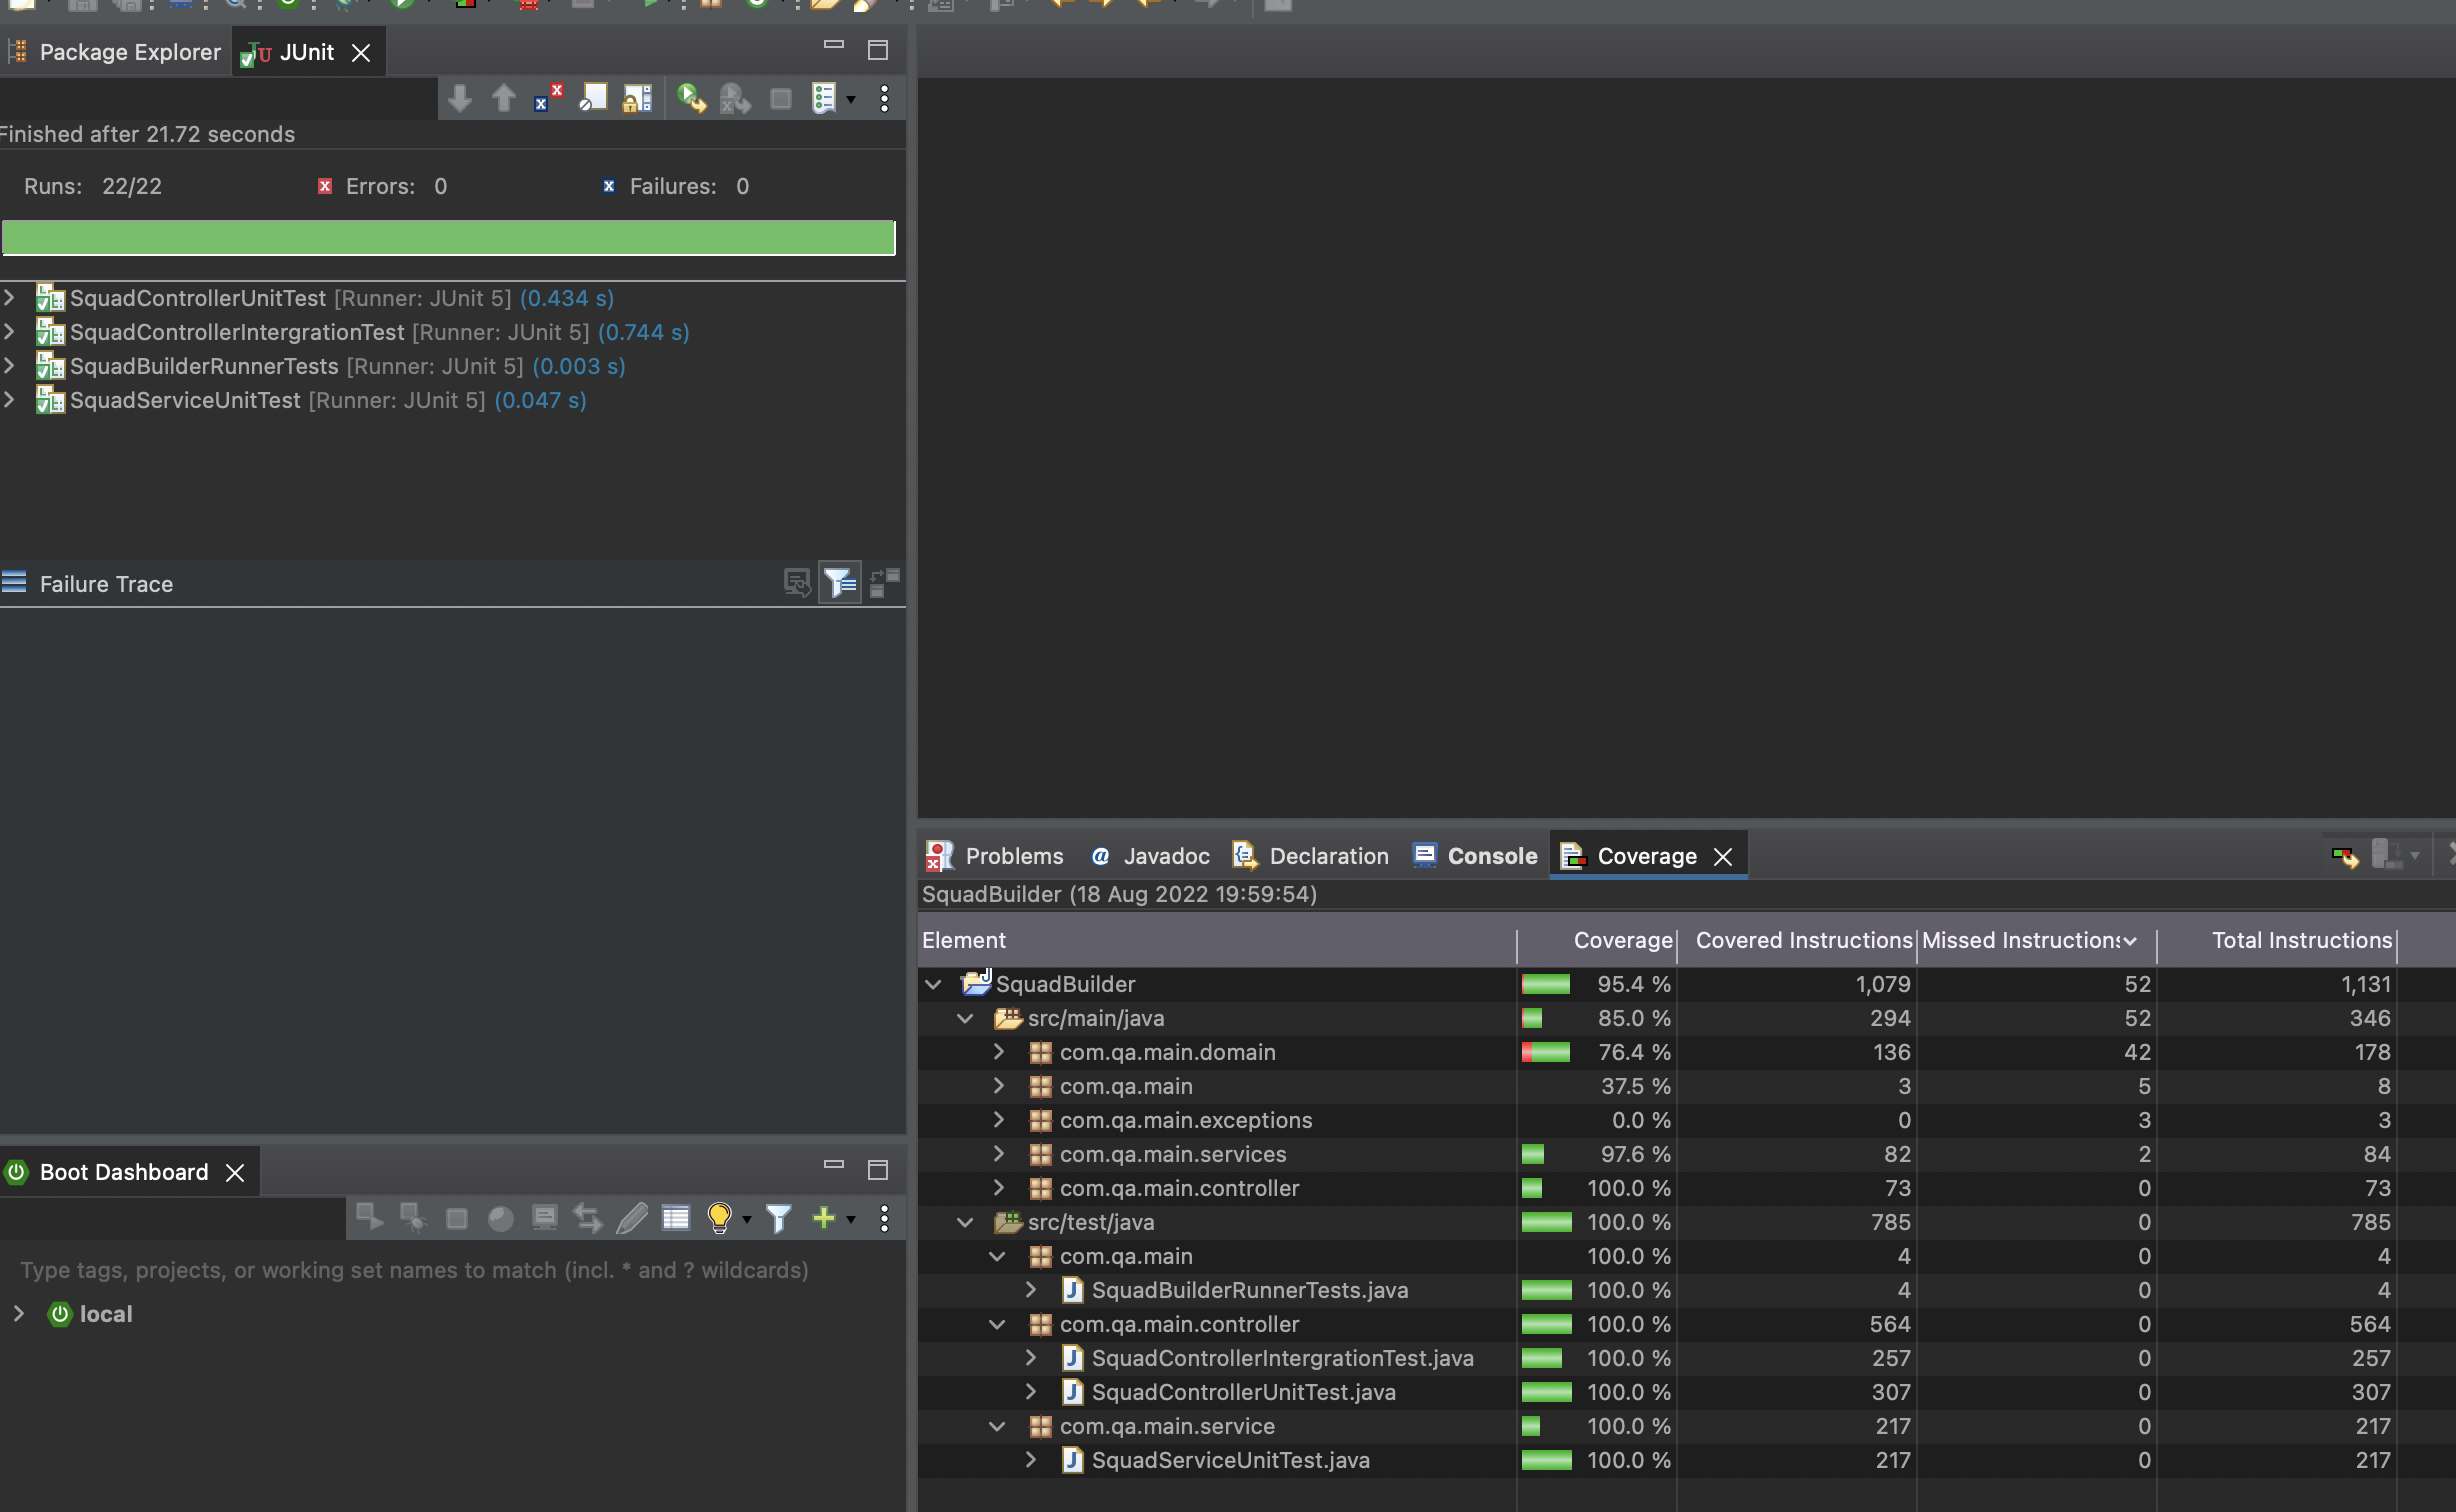 Package Explorer JUnit
Finished after 21.72 seconds
Runs: 22/22 Errors: 0 Failures: 0
SquadControllerUnitTest [Runner: JUnit 5] (0.434 s)
SquadControllerIntergrationTest [Runner: JUnit 5] (0.744 s)
SquadBuilderRunnerTests [Runner: JUnit 5] (0.003 s)
SquadServiceUnitTest [Runner: JUnit 5] (0.047 s)
Failure Trace
Boot Dashboard
Type tags, projects, or working set names to match (incl. * and ? wildcards)
local
Problems Javadoc Declaration Console Coverage
SquadBuilder (18 Aug 2022 19:59:54)
Element Coverage Covered Instructions Missed Instructions Total Instructions
SquadBuilder 95.4 % 1,079 52 1,131
src/main/java 85.0 % 294 52 346
com.qa.main.domain 76.4 % 136 42 178
com.qa.main 37.5 % 3 5 8
com.qa.main.exceptions 0.0 % 0 3 3
com.qa.main.services 97.6 % 82 2 84
com.qa.main.controller 100.0 % 73 0 73
src/test/java 100.0 % 785 0 785
com.qa.main 100.0 % 4 0 4
SquadBuilderRunnerTests.java 100.0 % 4 0 4
com.qa.main.controller 100.0 % 564 0 564
SquadControllerIntergrationTest.java 100.0 % 257 0 257
SquadControllerUnitTest.java 100.0 % 307 0 307
com.qa.main.service 100.0 % 217 0 217
SquadServiceUnitTest.java 100.0 % 217 0 217